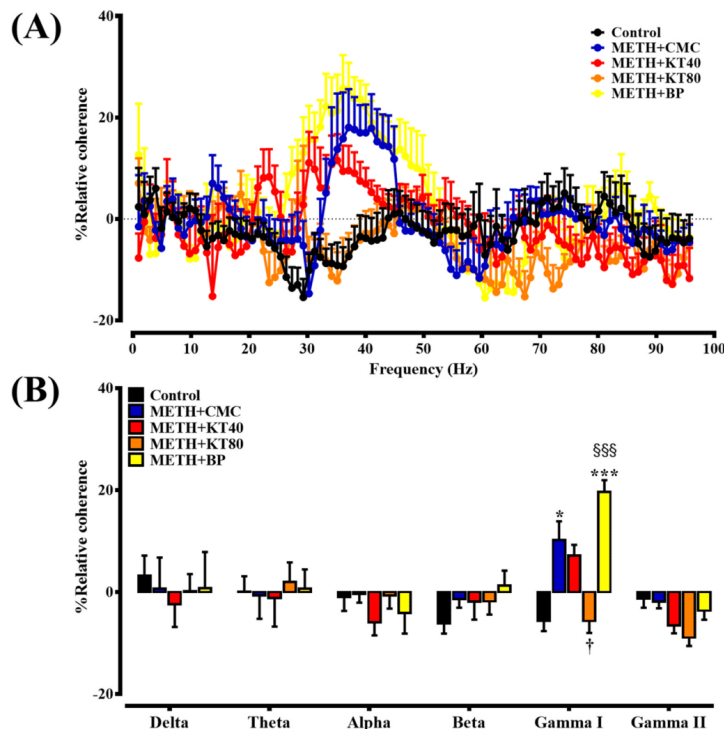 (A)
40
20
0
-20
%Relative coherence
Control
METH+CMC
METH+KT40
METH+KT80
METH+BP
0 10 20 30 40 50 60 70 80 90 100
Frequency (Hz)
(B)
40
20
0
-20
%Relative coherence
Control
METH+CMC
METH+KT40
METH+KT80
METH+BP
§§§
* ***
†
Delta Theta Alpha Beta Gamma I Gamma II